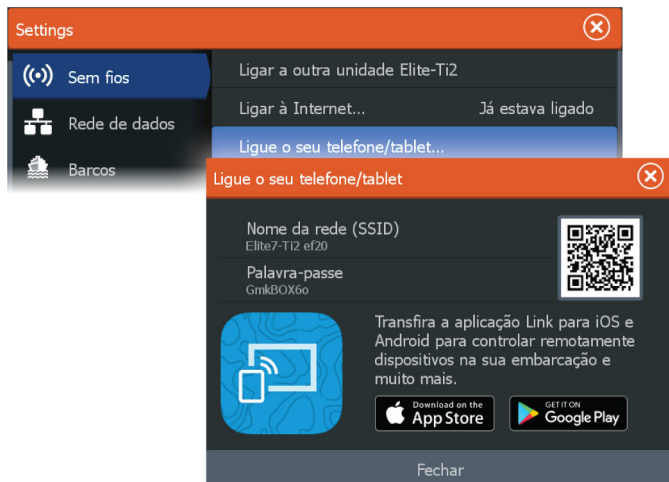 Settings
Sem fios
Rede de dados
Barcos
Ligar a outra unidade Elite-Ti2
Ligar à Internet... Já estava ligado
Ligue o seu telefone/tablet...
Ligue o seu telefone/tablet
Nome da rede (SSID)
Elite7-Ti2 ef20
Palavra-passe
GmkBOX6o
Transfira a aplicação Link para iOS e
Android para controlar remotamente
dispositivos na sua embarcação e
muito mais.
Download on the
App Store
GET IT ON
Google Play
Fechar